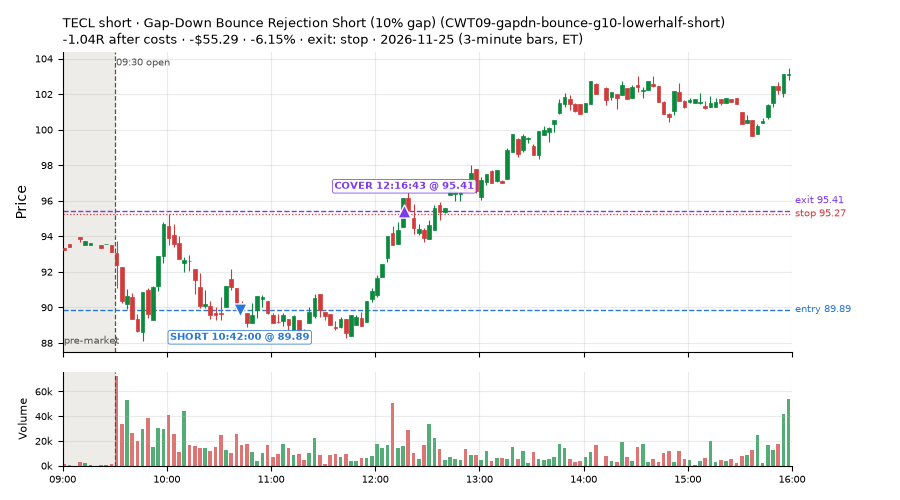 TECL short · Gap-Down Bounce Rejection Short (10% gap) (CWT09-gapdn-bounce-g10-lowerhalf-short)
-1.04R after costs · -$55.29 · -6.15% · exit: stop · 2026-11-25 (3-minute bars, ET)
104
102
100
98
96
94
92
90
88
Price
09:30 open
pre-market
COVER 12:16:43 @ 95.41
SHORT 10:42:00 @ 89.89
exit 95.41
stop 95.27
entry 89.89
60k
40k
20k
0k
Volume
09:00
10:00
11:00
12:00
13:00
14:00
15:00
16:00